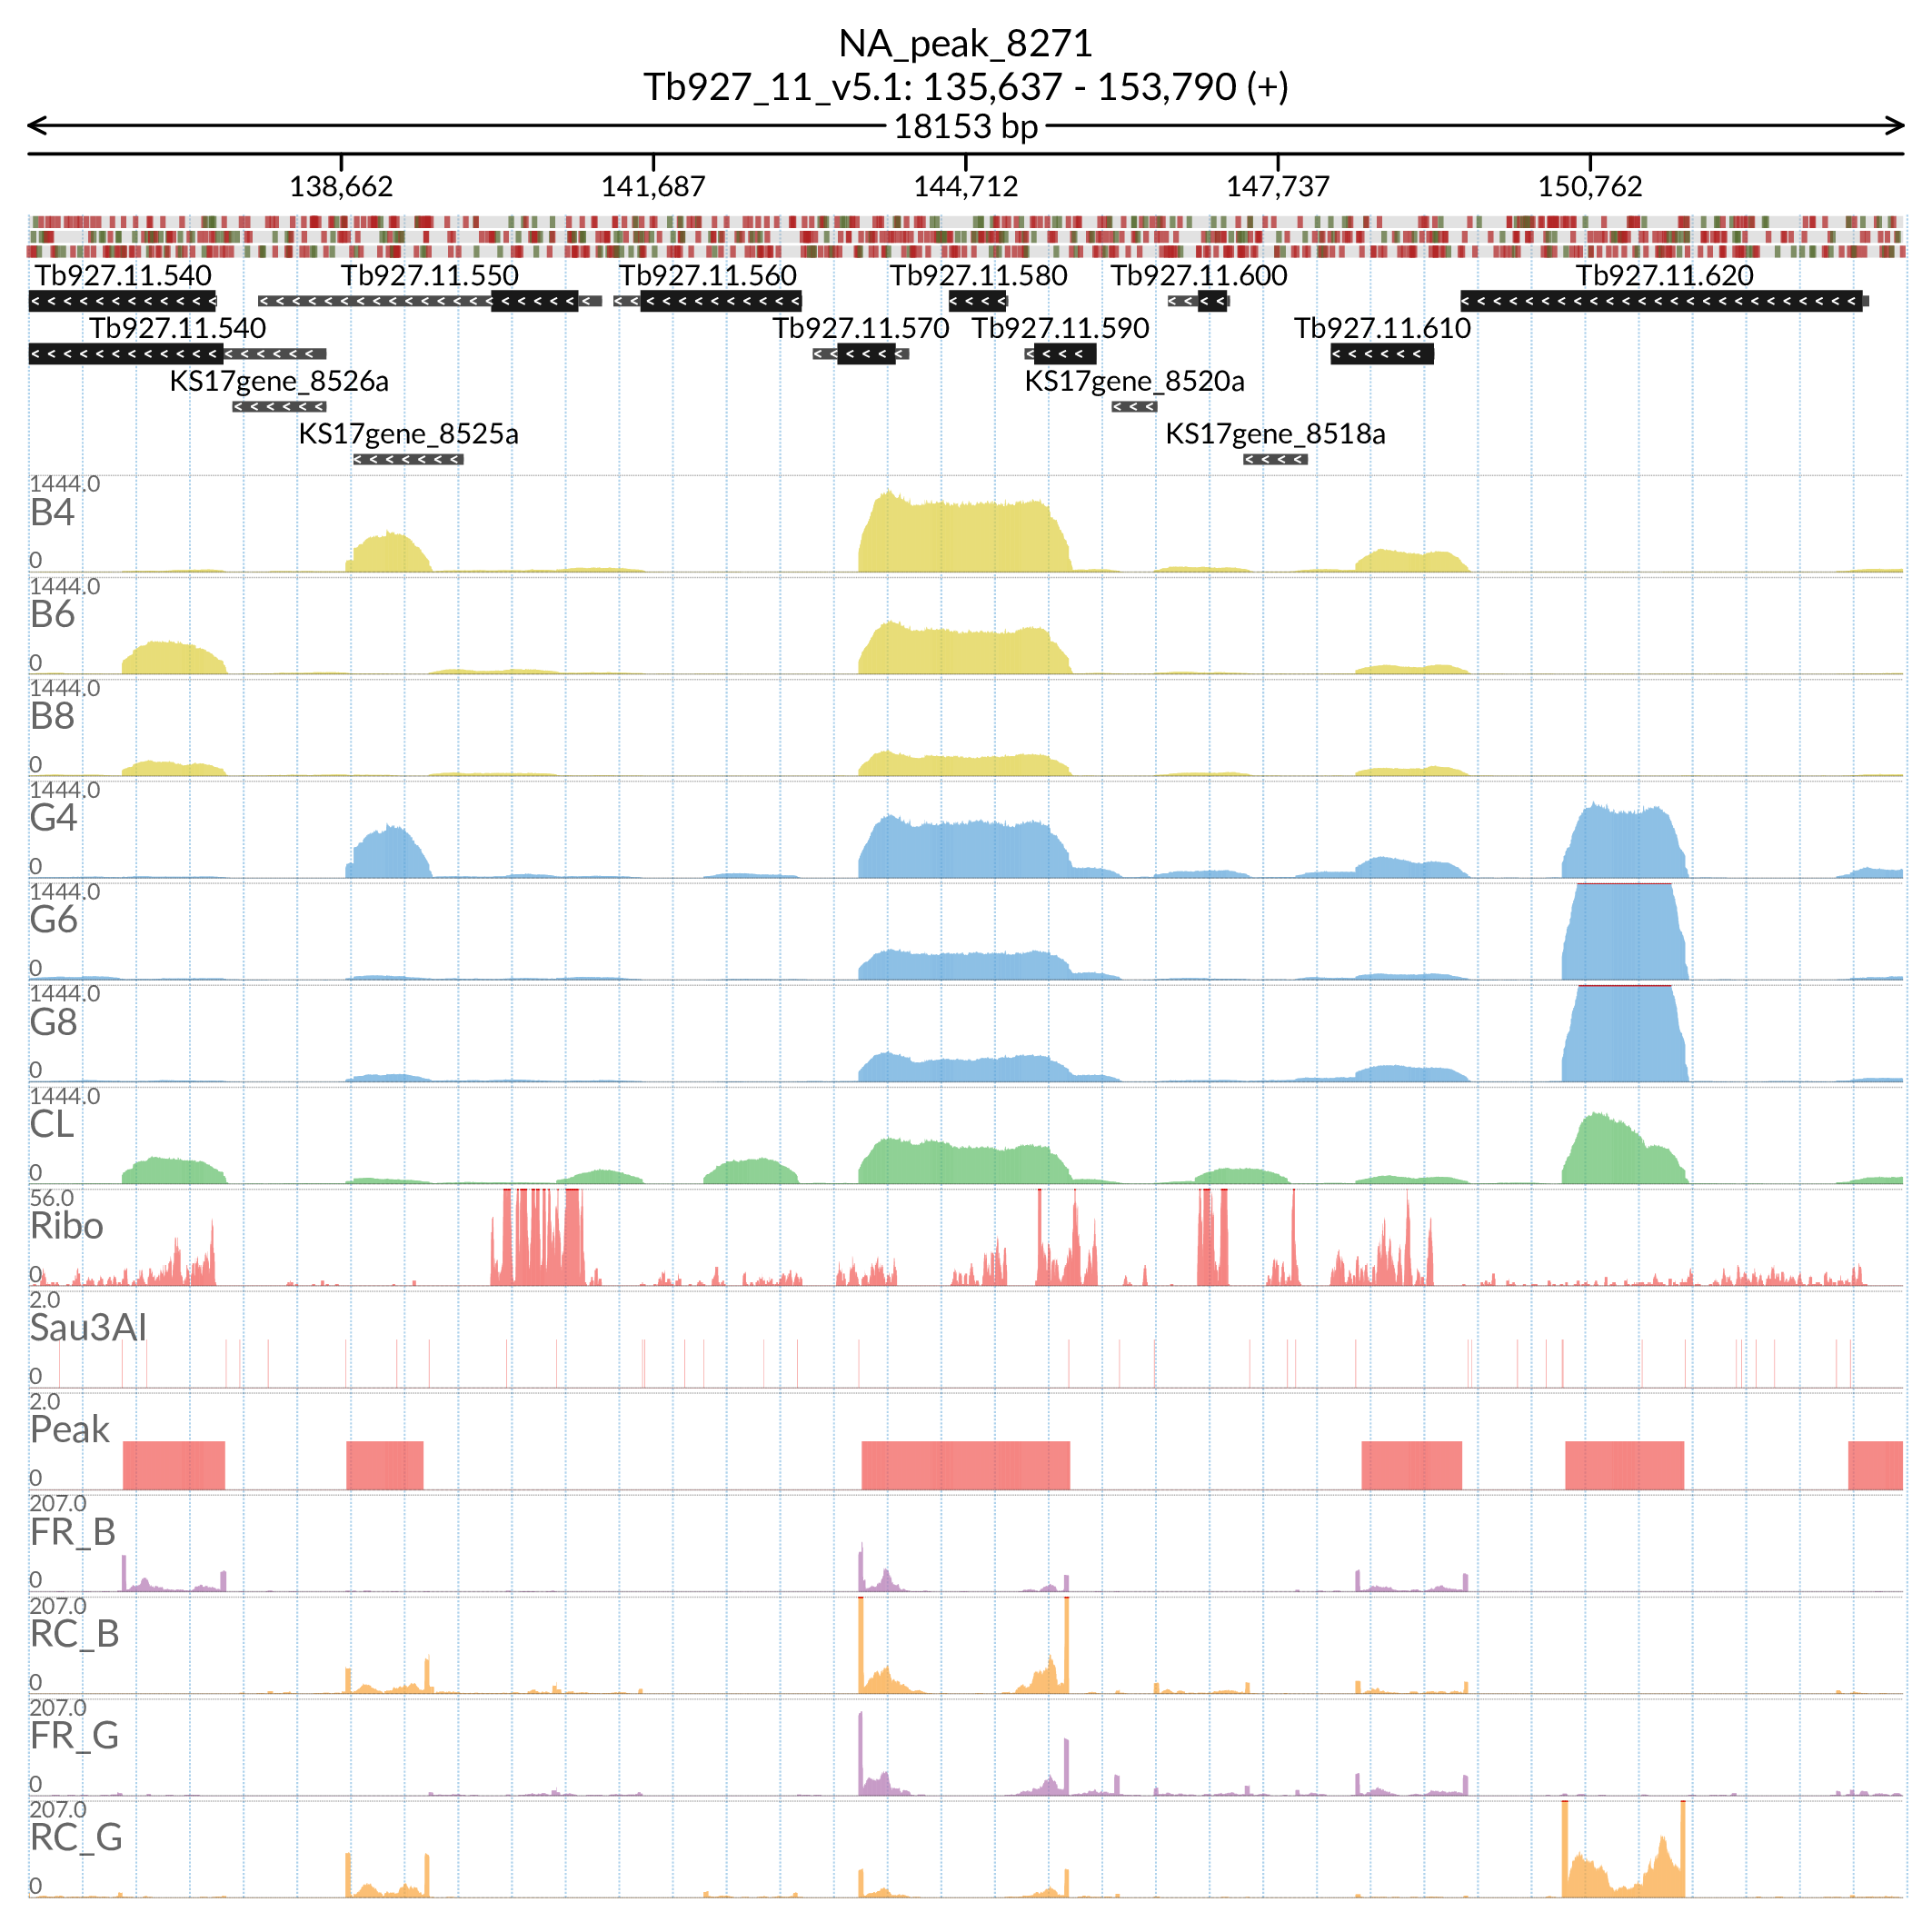 NA_peak_8271
Tb927_11_v5.1: 135,637 - 153,790 (+)
18153 bp
138,662 141,687 144,712 147,737 150,762
Tb927.11.540 Tb927.11.550 Tb927.11.560 Tb927.11.580 Tb927.11.600 Tb927.11.620
Tb927.11.540 Tb927.11.570 Tb927.11.590 Tb927.11.610
KS17gene_8526a KS17gene_8520a
KS17gene_8525a KS17gene_8518a
1444.0
B4
0
1444.0
B6
0
1444.0
B8
0
1444.0
G4
0
1444.0
G6
0
1444.0
G8
0
1444.0
CL
0
56.0
Ribo
0
2.0
Sau3AI
0
2.0
Peak
0
207.0
FR_B
0
207.0
RC_B
0
207.0
FR_G
0
207.0
RC_G
0